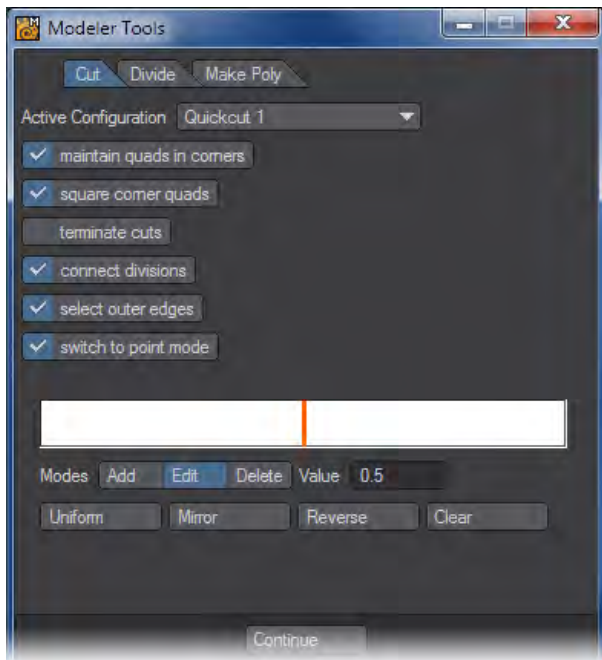 Modeler Tools
Cut Divide Make Poly
Active Configuration Quickcut 1
maintain quads in corners
square corner quads
terminate cuts
connect divisions
select outer edges
switch to point mode
Modes Add Edit Delete Value 0.5
Uniform Mirror Reverse Clear
Continue